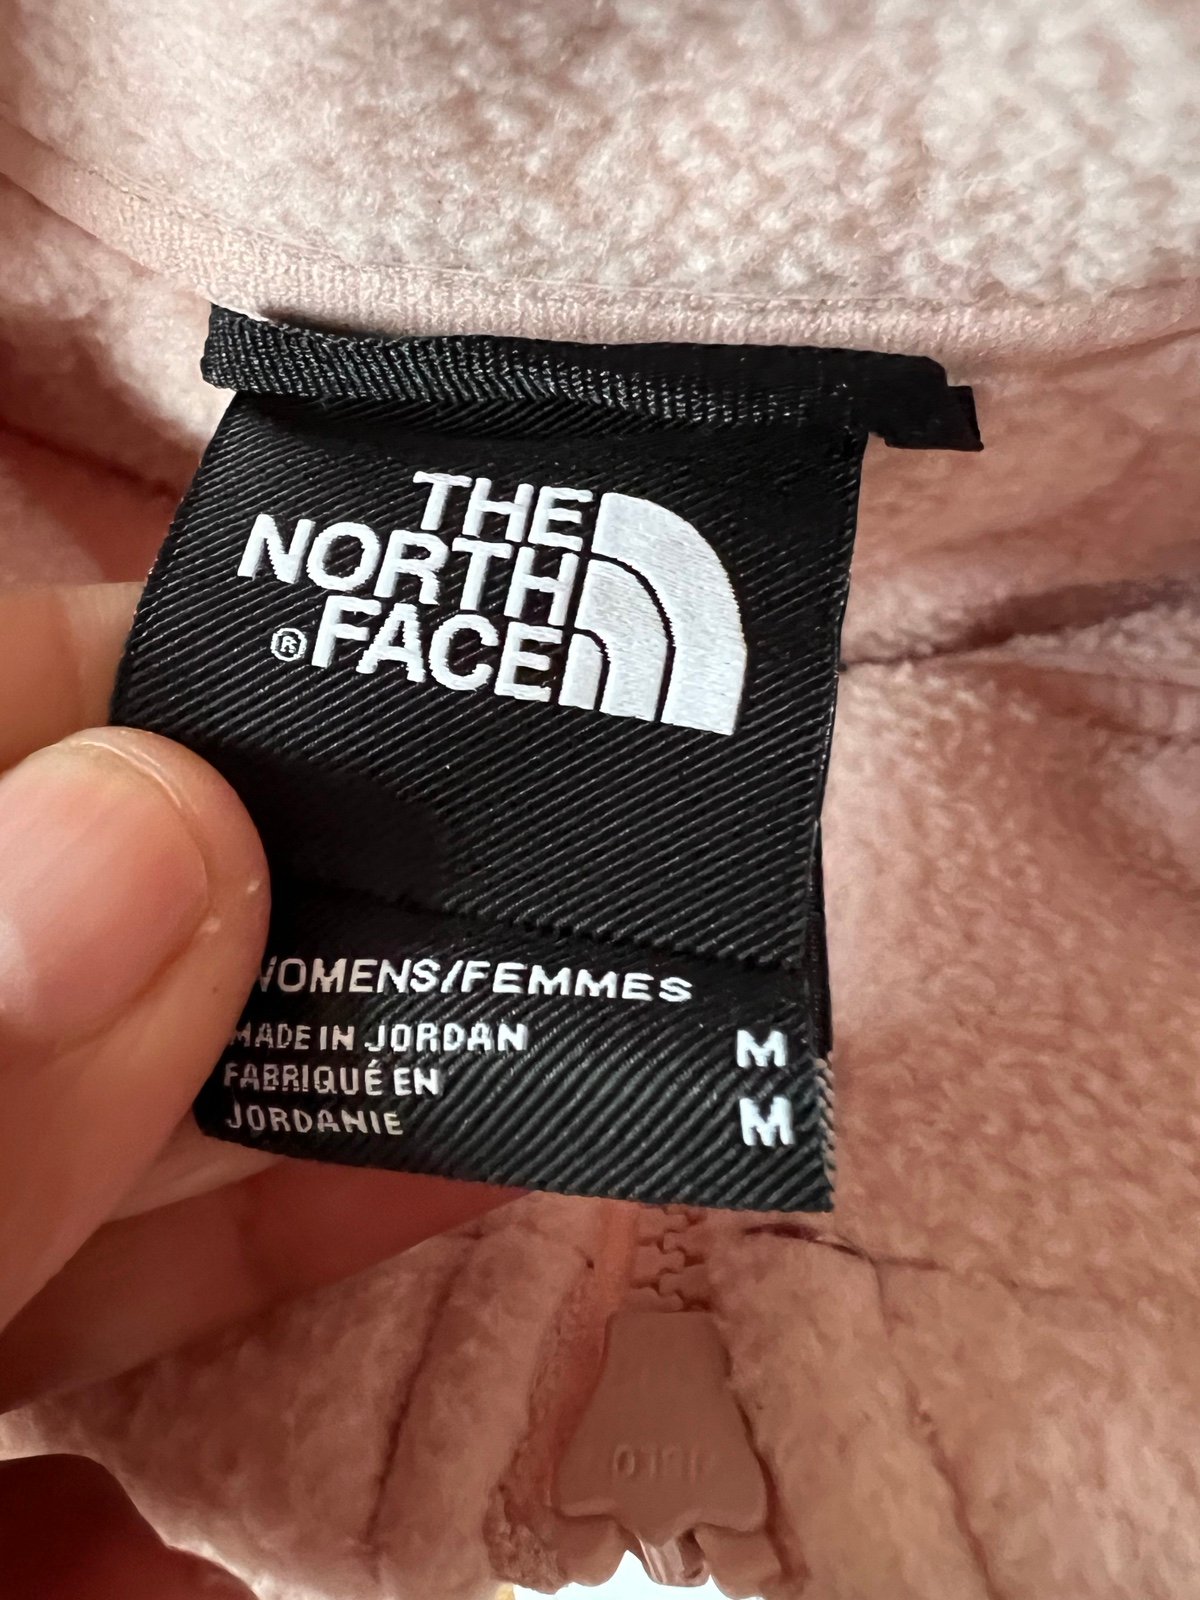 THE
NORTH
® FACE
WOMENS/FEMMES
MADE IN JORDAN M
FABRIQUÉ EN
JORDANIE M